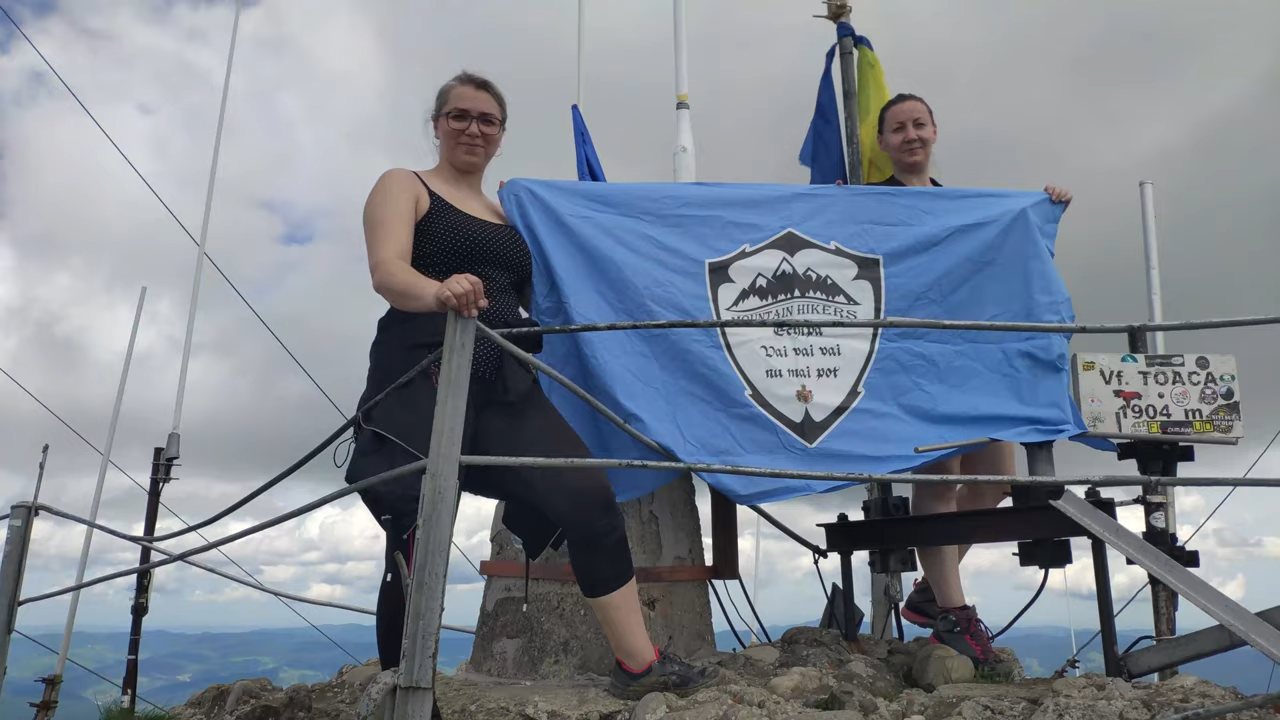 MOUNTAIN HIKERS
Echipa
Vai vai vai
nu mai pot
Vf. TOACA
1904 m